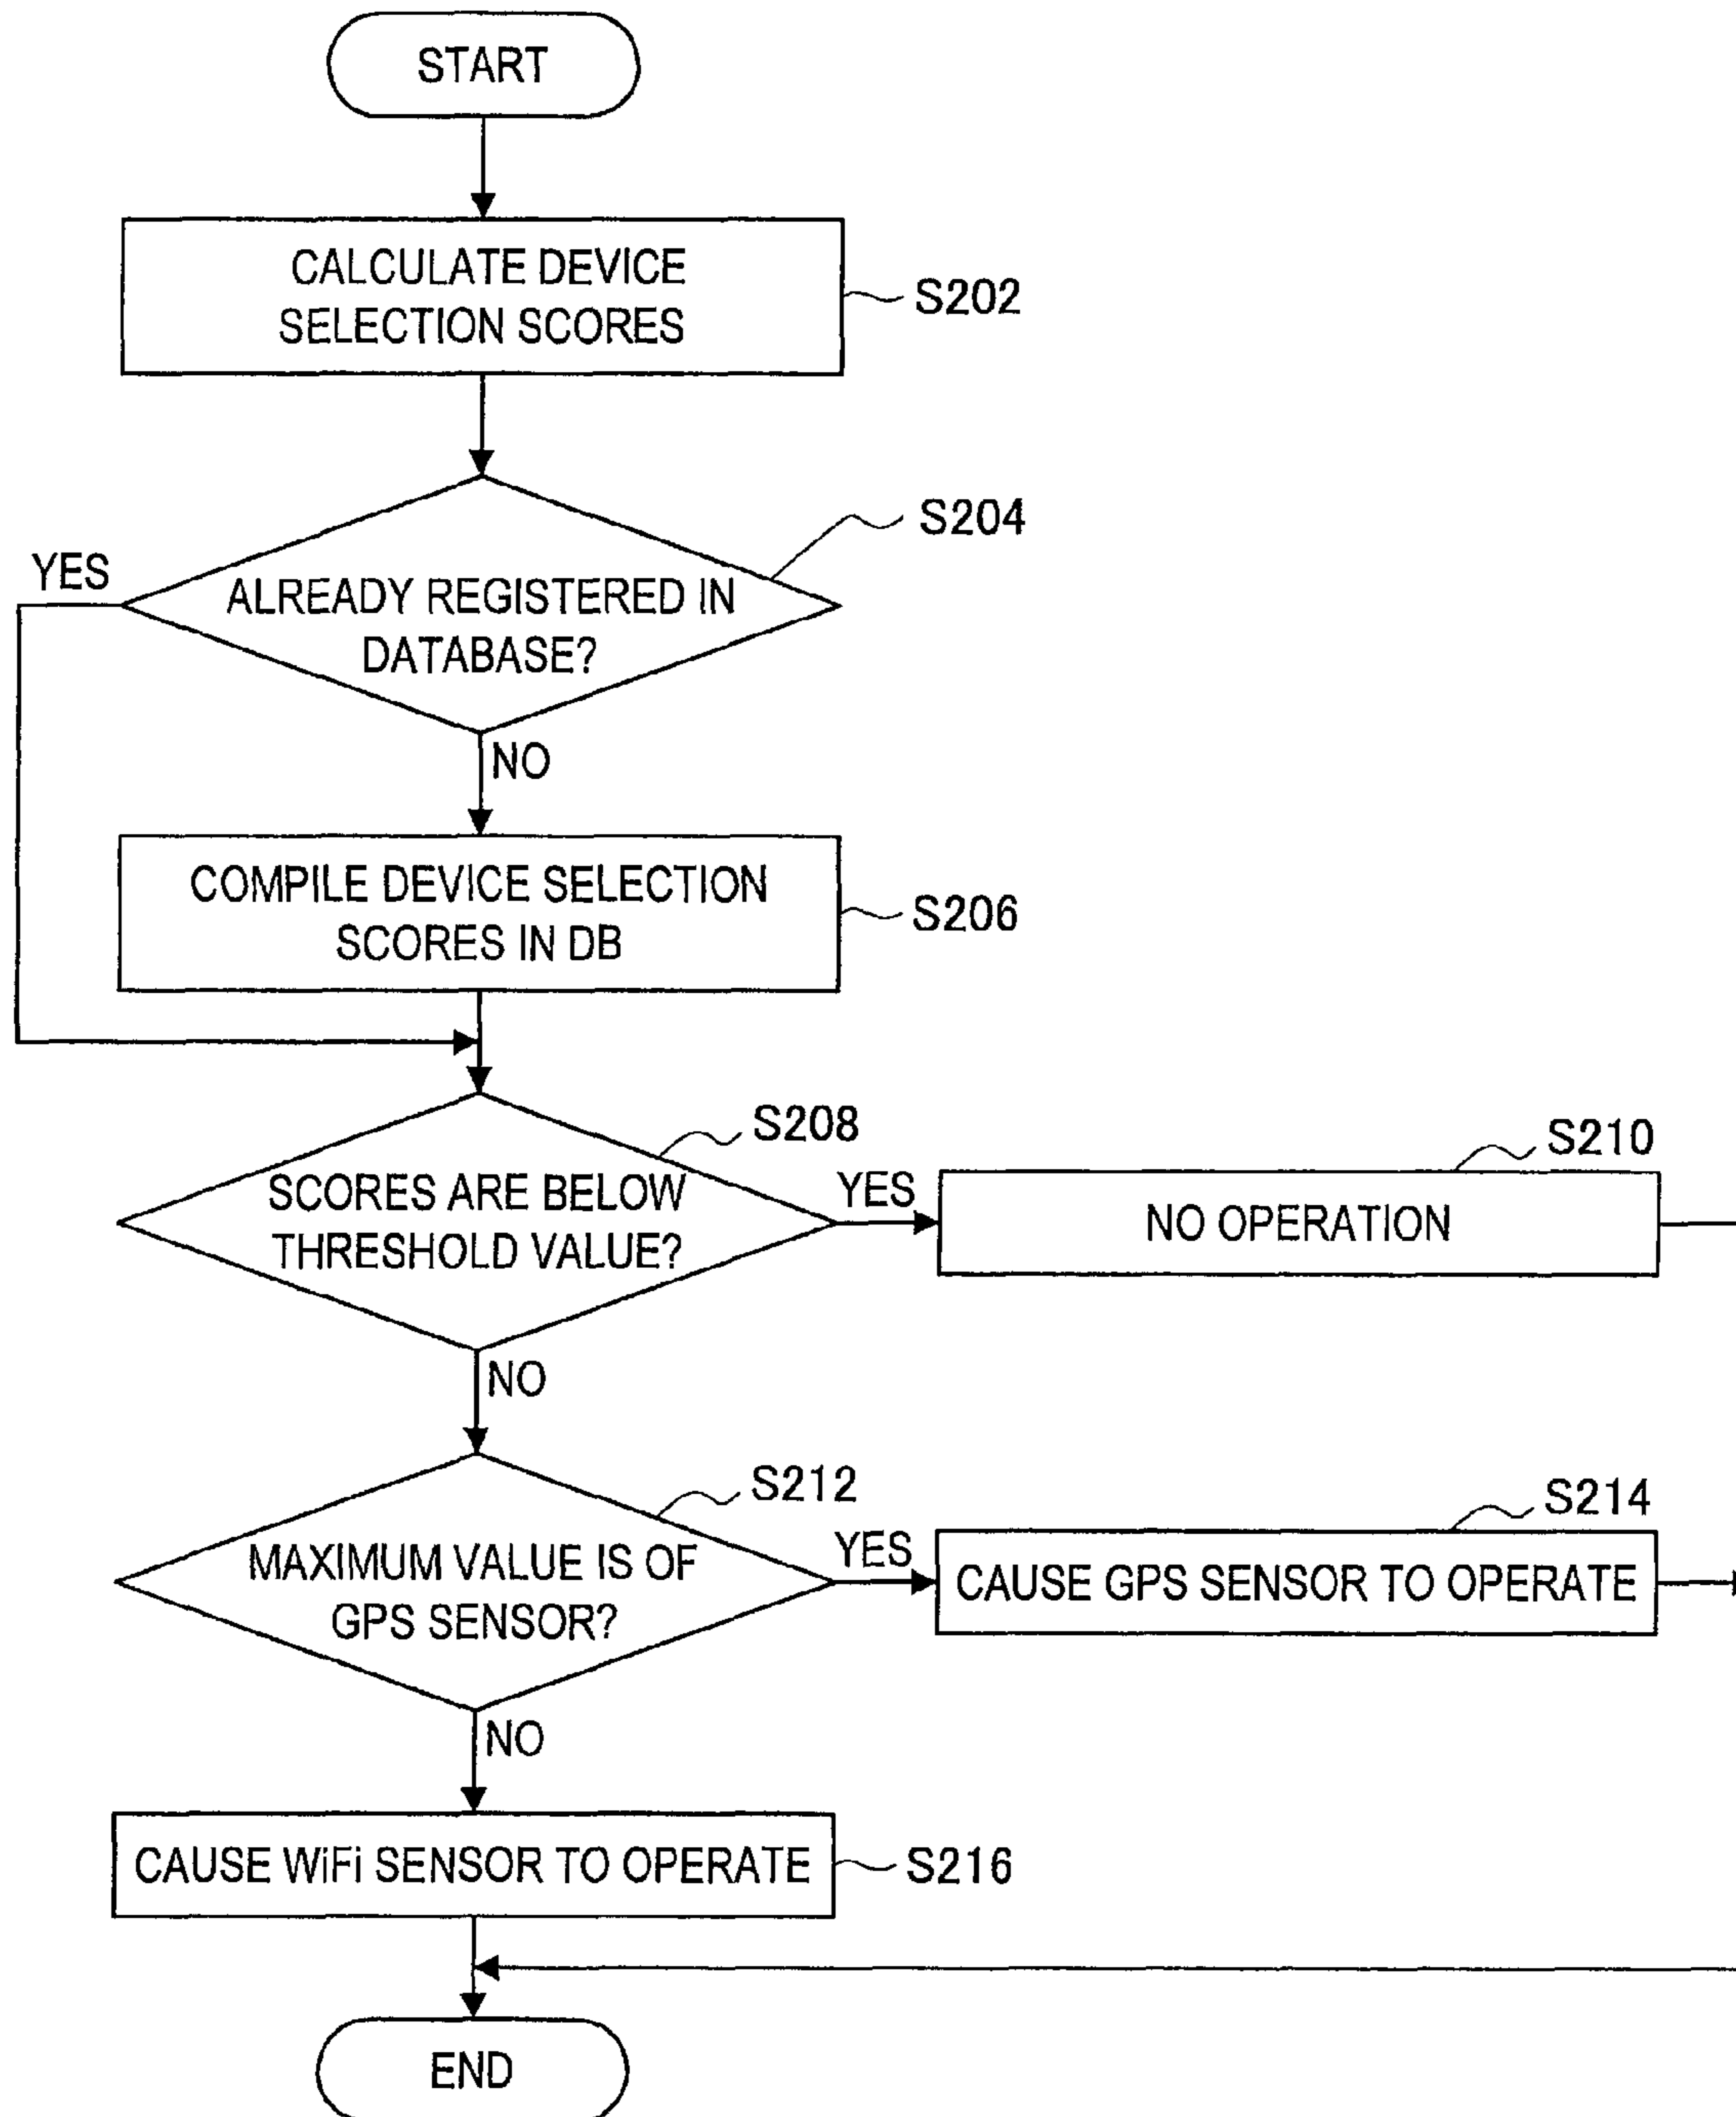 START
CALCULATE DEVICE
SELECTION SCORES
S202
S204
YES
ALREADY REGISTERED IN
DATABASE?
NO
COMPILE DEVICE SELECTION
SCORES IN DB
S206
S208
SCORES ARE BELOW
THRESHOLD VALUE?
YES
S210
NO OPERATION
NO
S212
MAXIMUM VALUE IS OF
GPS SENSOR?
YES
S214
CAUSE GPS SENSOR TO OPERATE
NO
CAUSE WiFi SENSOR TO OPERATE
S216
END